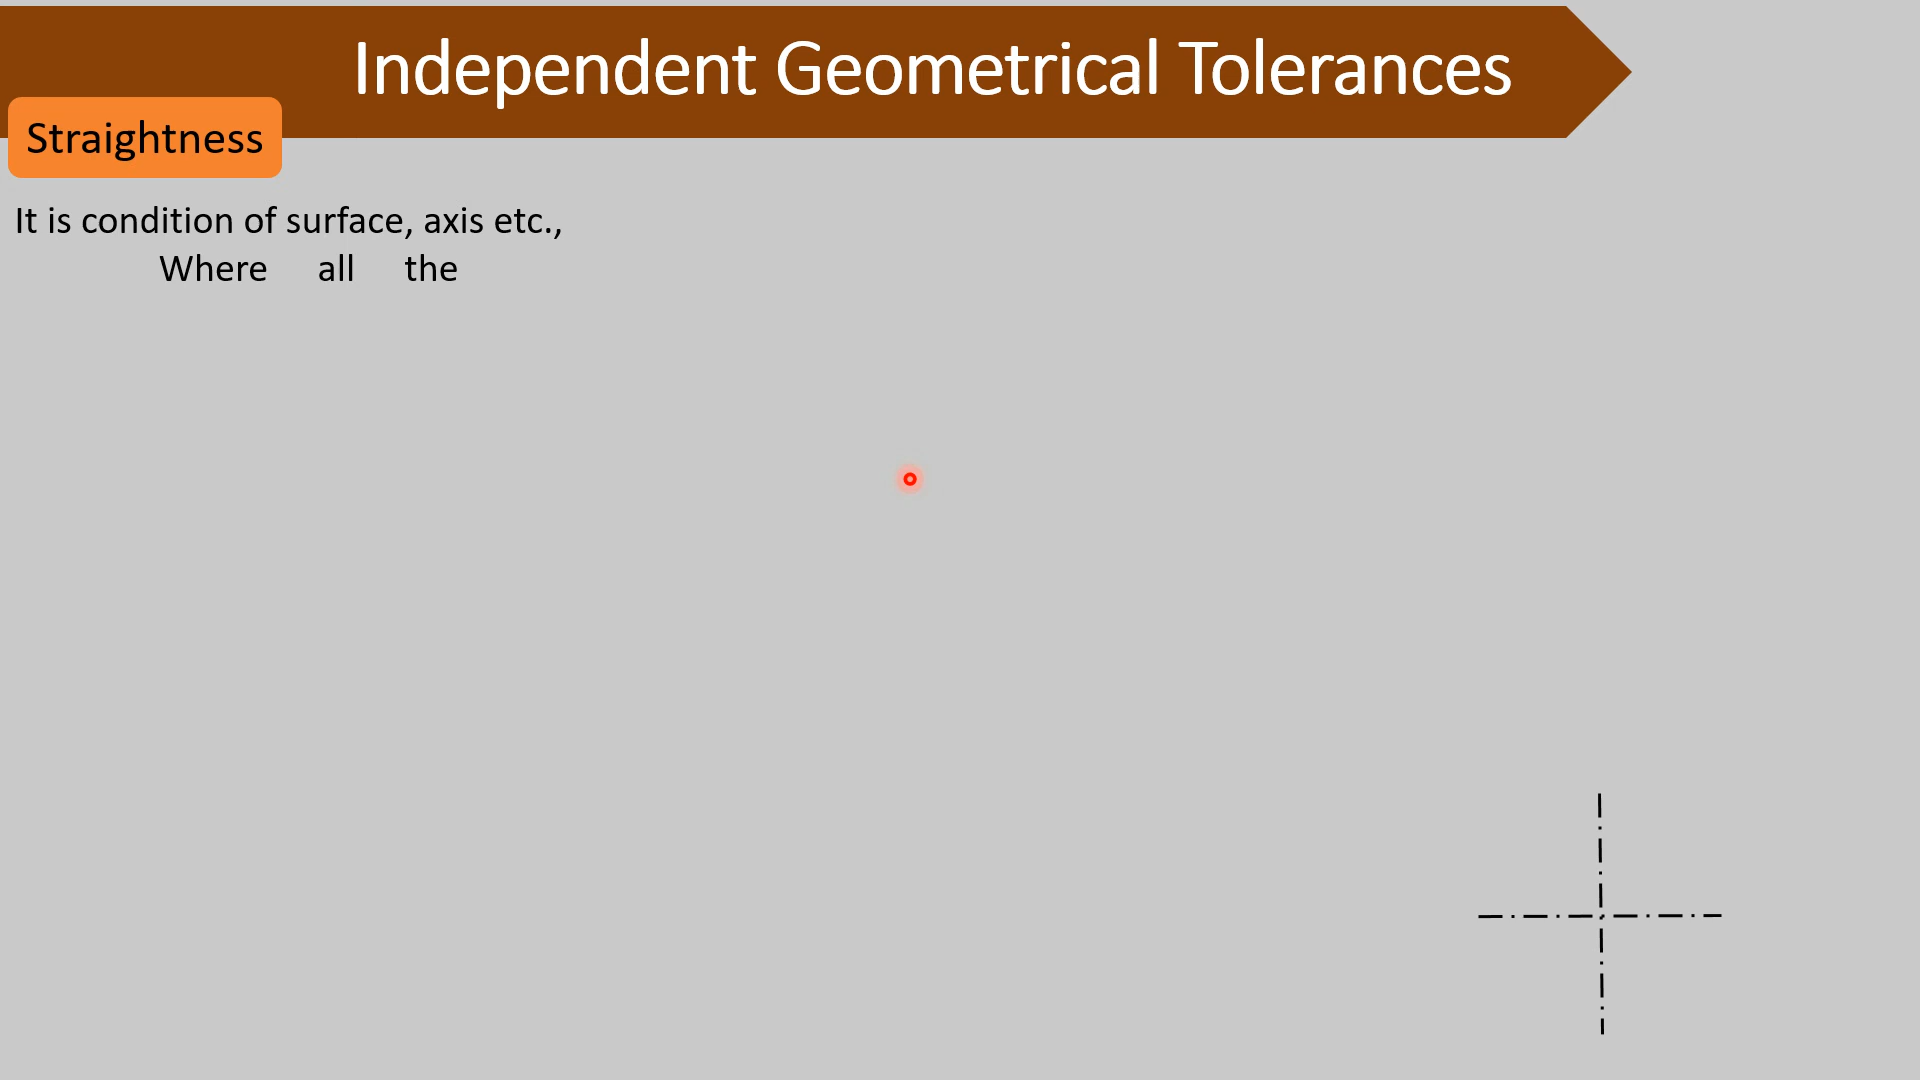 Independent Geometrical Tolerances
Straightness
It is condition of surface, axis etc.,
Where all the